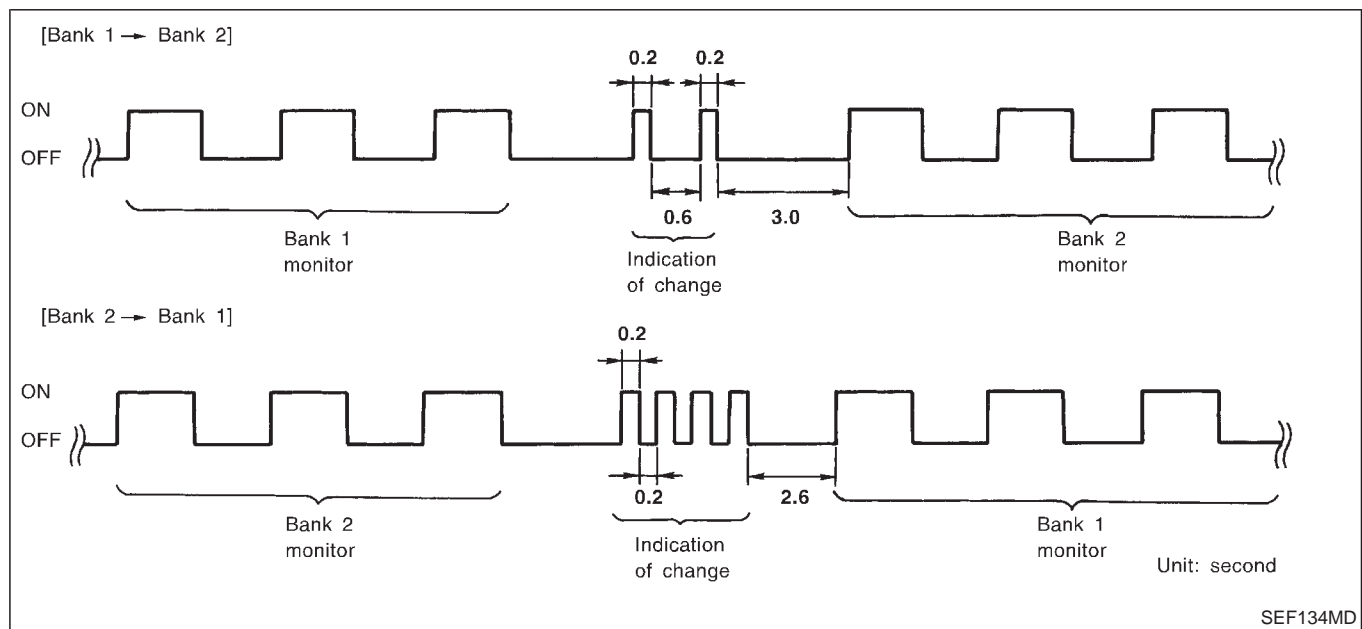 [Bank 1 → Bank 2]
0.2 0.2
ON
OFF
0.6 3.0
Bank 1
monitor
Indication
of change
Bank 2
monitor
[Bank 2 → Bank 1]
0.2
ON
OFF
0.2 2.6
Bank 2
monitor
Indication
of change
Bank 1
monitor
Unit: second
SEF134MD